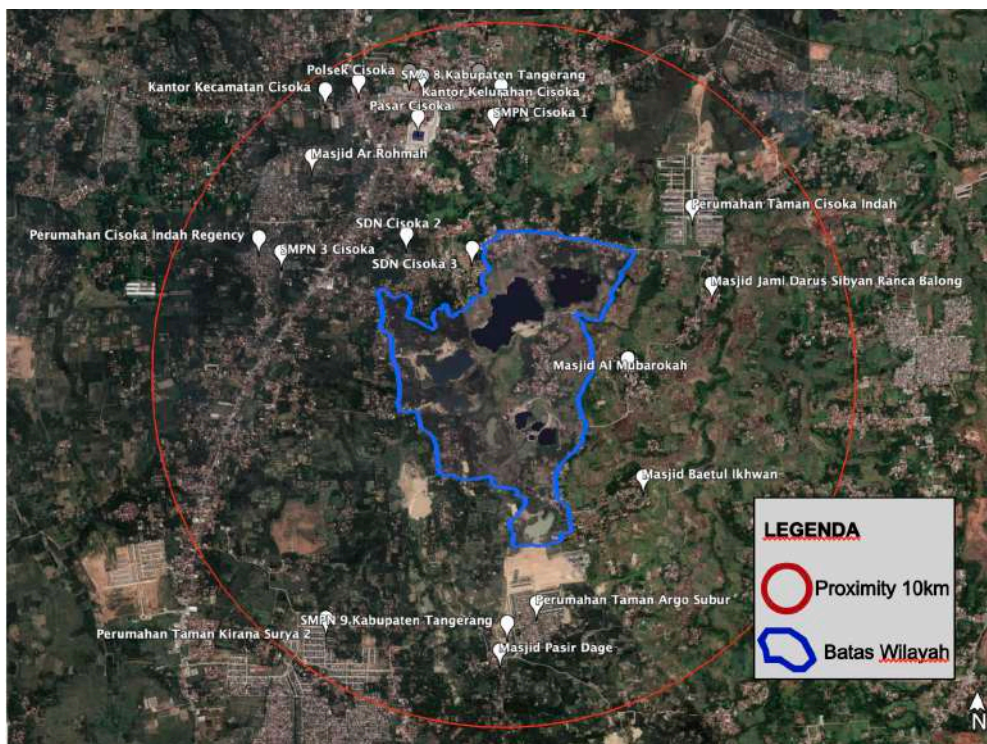 Polsek Cisoka
SMA 8.Kabupaten Tangerang
Kantor Kecamatan Cisoka
Kantor Kelurahan Cisoka
Pasar Cisoka
SMPN Cisoka 1
Masjid Ar.Rohmah
Perumahan Taman Cisoka Indah
SDN Cisoka 2
Perumahan Cisoka Indah Regency
SMPN 3 Cisoka
SDN Cisoka 3
Masjid Jami Darus Sibyan Ranca Balong
Masjid Al Mubarokah
Masjid Baetul Ikhwan
LEGENDA
Proximity 10km
Batas Wilayah
Perumahan Taman Argo Subur
SMPN 9.Kabupaten Tangerang
Perumahan Taman Kirana Surya 2
Masjid Pasir Dage
N